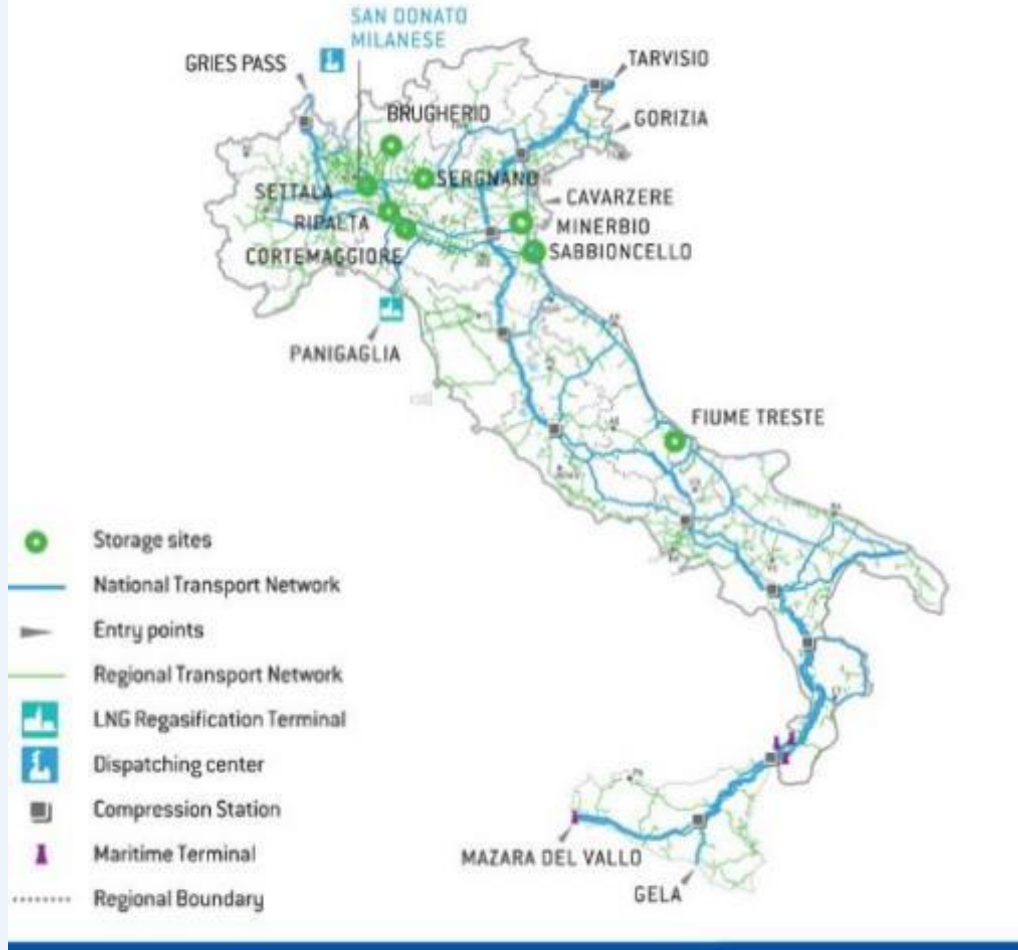 SAN DONATO
MILANESE
GRIES PASS
TARVISIO
BRUGHERIO
GORIZIA
SERGNANO
SETTALA
CAVARZERE
RIPALTA
MINERBIO
CORTEMAGGIORE
SABBIONCELLO
PANIGAGLIA
FIUME TRESTE
Storage sites
National Transport Network
Entry points
Regional Transport Network
LNG Regasification Terminal
Dispatching center
Compression Station
Maritime Terminal
Regional Boundary
MAZARA DEL VALLO
GELA